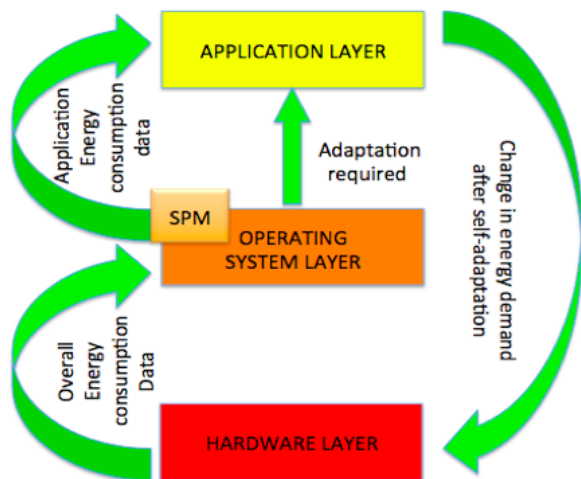 APPLICATION LAYER
Application
Energy
consumption
data
Adaptation
required
Change in energy demand
after self-adaptation
SPM
OPERATING
SYSTEM LAYER
Overall
Energy
consumption
Data
HARDWARE LAYER